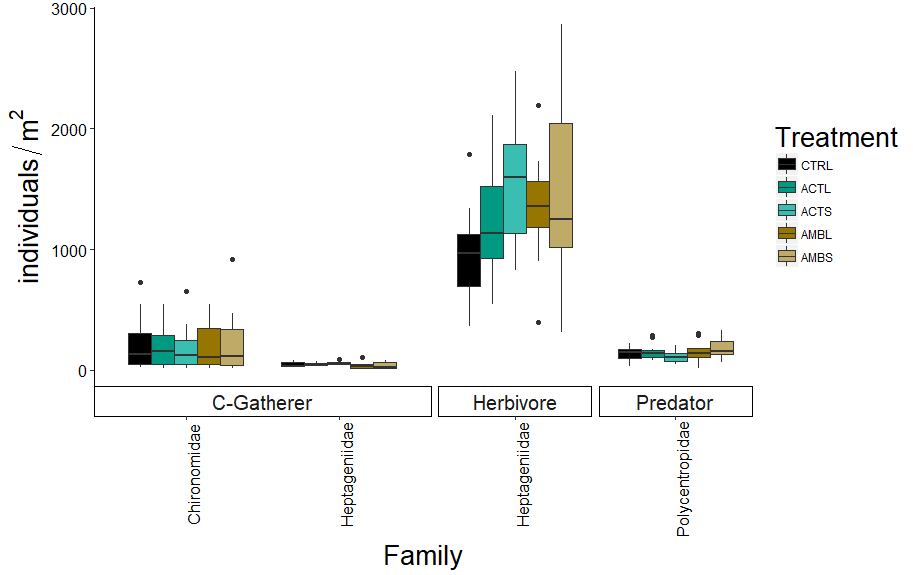 3000
2000
1000
0
individuals / m²
C-Gatherer
Herbivore
Predator
Chironomidae
Heptageniidae
Heptageniidae
Polycentropidae
Family
Treatment
CTRL
ACTL
ACTS
AMBL
AMBS